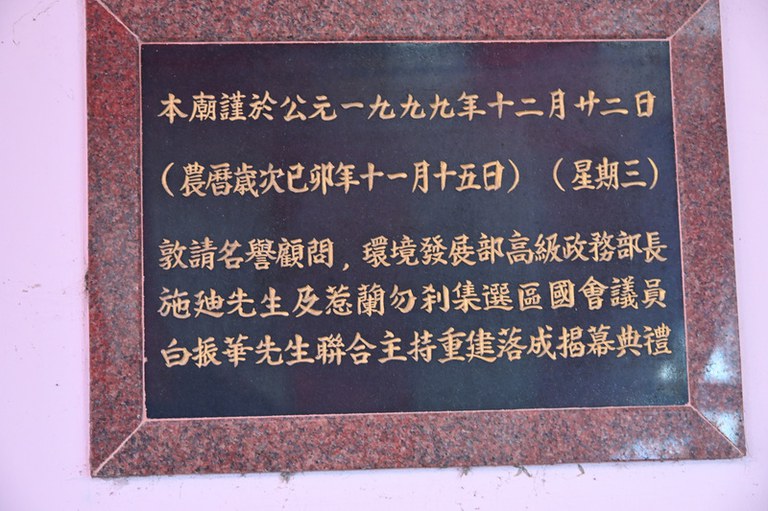 本廟謹於公元一九九九年十二月廿二日
（農曆歲次己卯年十一月十五日）（星期三）
敦請名譽顧問，環境發展部高級政務部長
施迪先生及惹蘭勿刹集選區國會議員
白振華先生聯合主持重建落成揭幕典禮